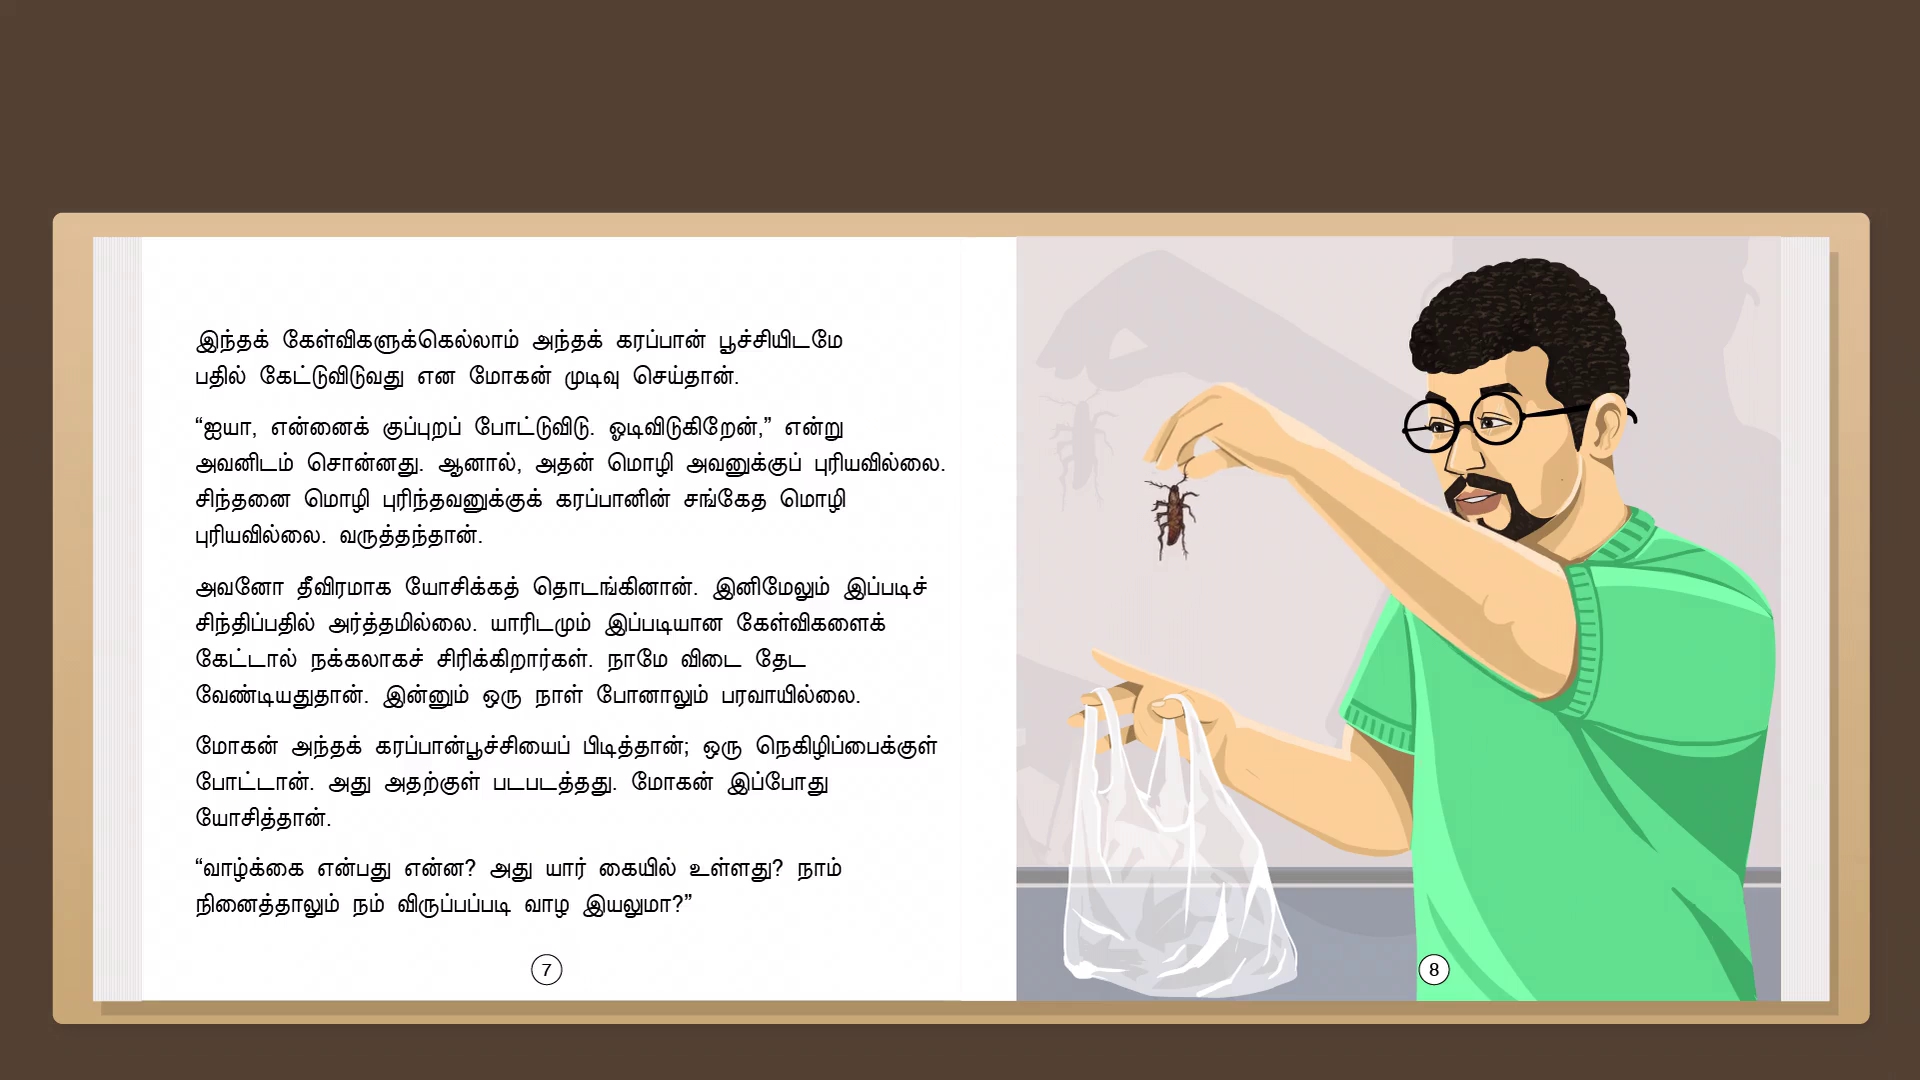 இந்தக் கேள்விகளுக்கெல்லாம் அந்தக் கரப்பான் பூச்சியிடமே
பதில் கேட்டுவிடுவது என மோகன் முடிவு செய்தான்.
“ஐயா, என்னைக் குப்புறப் போட்டுவிடு. ஓடிவிடுகிறேன்,” என்று
அவனிடம் சொன்னது. ஆனால், அதன் மொழி அவனுக்குப் புரியவில்லை.
சிந்தனை மொழி புரிந்தவனுக்குக் கரப்பானின் சங்கேத மொழி
புரியவில்லை. வருத்தந்தான்.
அவனோ தீவிரமாக யோசிக்கத் தொடங்கினான். இனிமேலும் இப்படிச்
சிந்திப்பதில் அர்த்தமில்லை. யாரிடமும் இப்படியான கேள்விகளைக்
கேட்டால் நக்கலாகச் சிரிக்கிறார்கள். நாமே விடை தேட
வேண்டியதுதான். இன்னும் ஒரு நாள் போனாலும் பரவாயில்லை.
மோகன் அந்தக் கரப்பான்பூச்சியைப் பிடித்தான்; ஒரு நெகிழிப்பைக்குள்
போட்டான். அது அதற்குள் படபடத்தது. மோகன் இப்போது
யோசித்தான்.
“வாழ்க்கை என்பது என்ன? அது யார் கையில் உள்ளது? நாம்
நினைத்தாலும் நம் விருப்பப்படி வாழ இயலுமா?”
7
8